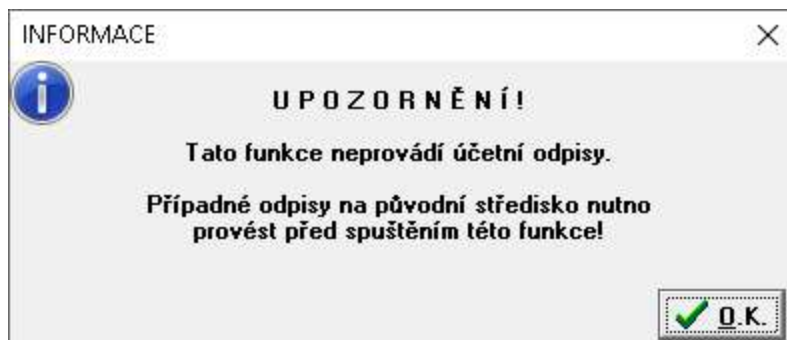 INFORMACE
UPOZORNĚNÍ!
Tato funkce neprovádí účetní odpisy.
Případné odpisy na původní středisko nutno
provést před spuštěním této funkce!
O.K.